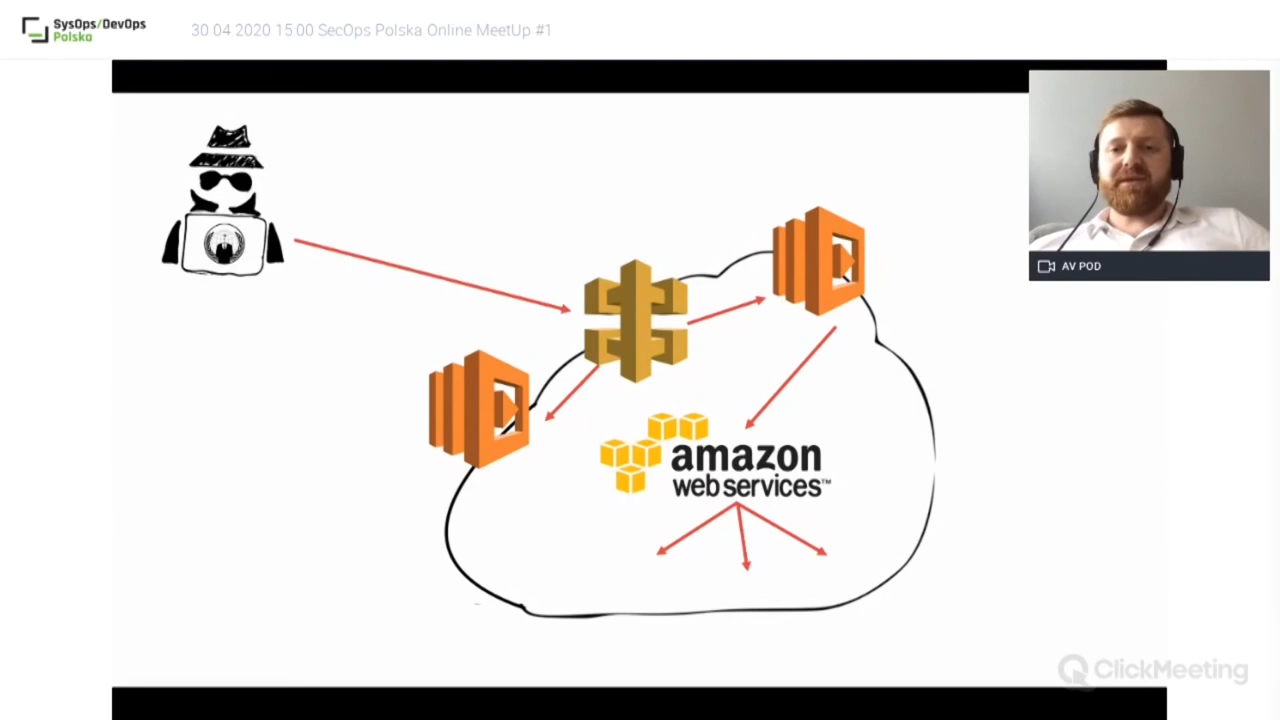 SysOps/DevOps
Polska
30 04 2020 15:00 SecOps Polska Online MeetUp #1
AV POD
amazon
web services™
ClickMeeting